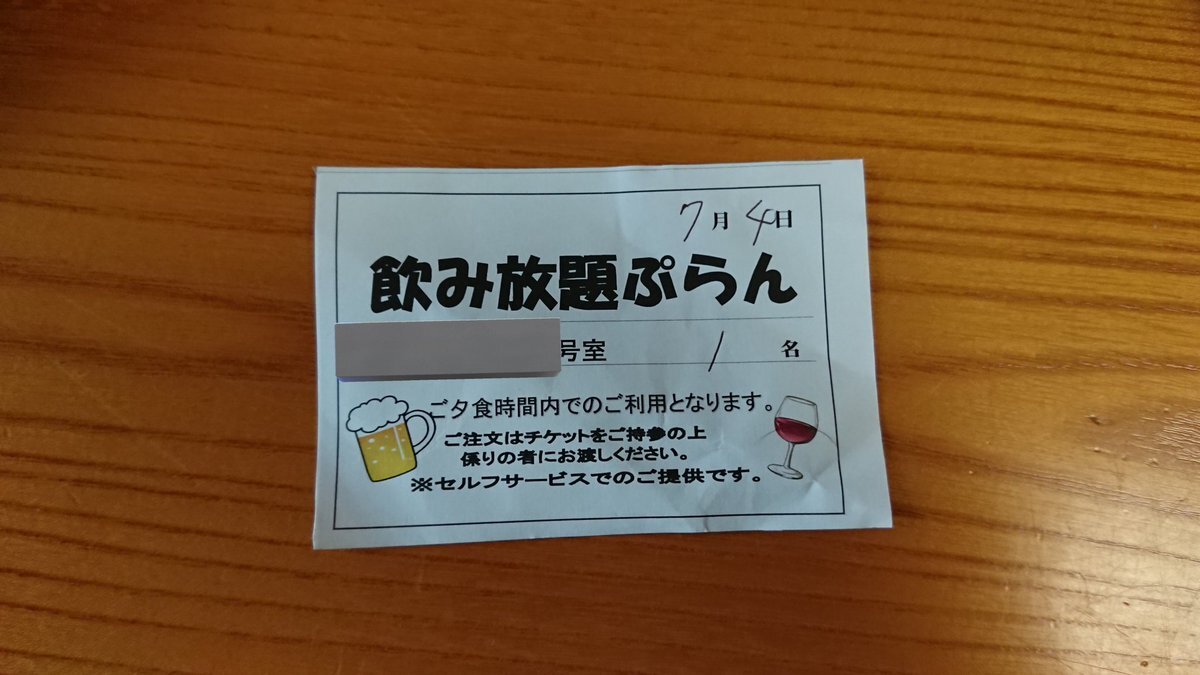 7月4日
飲み放題ぷらん
号室 1名
ご夕食時間内でのご利用となります。
ご注文はチケットをご持参の上
係りの者にお渡しください。
※セルフサービスでのご提供です。